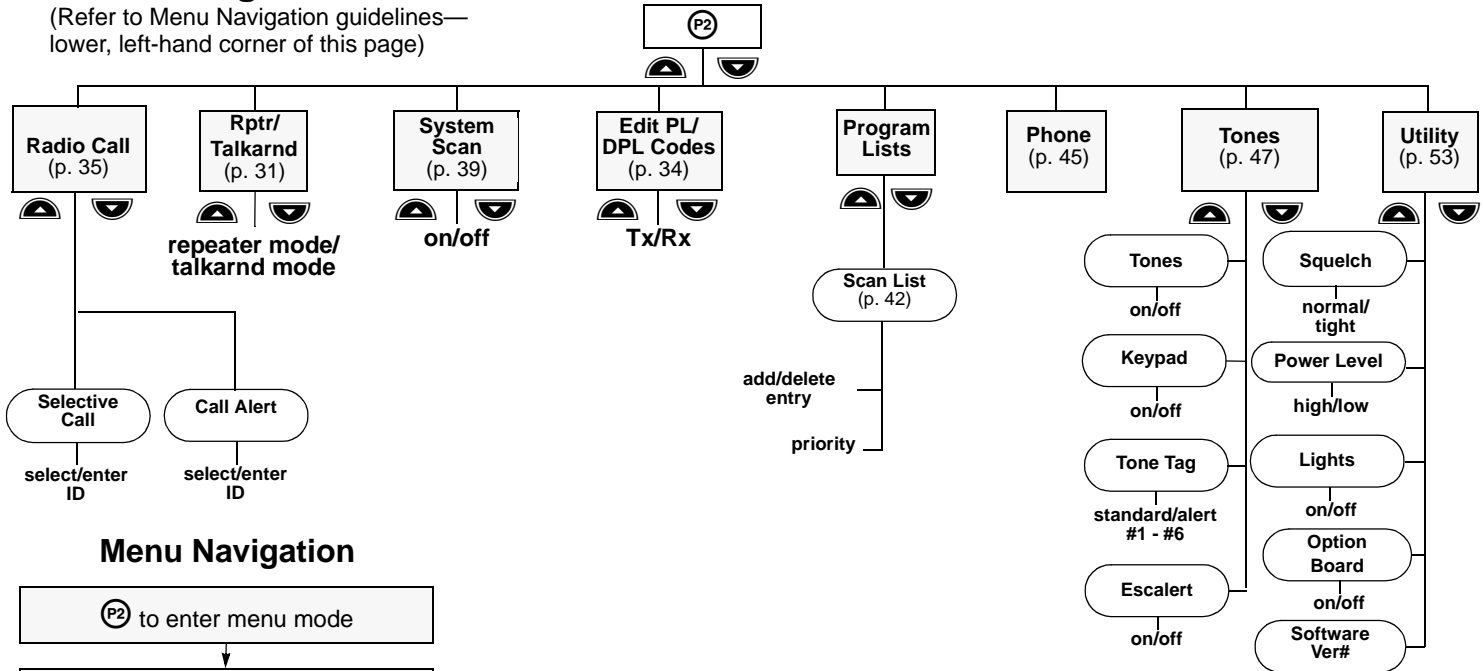 (Refer to Menu Navigation guidelines—
lower, left-hand corner of this page)
P2
Radio Call
(p. 35)
Rptr/
Talkarnd
(p. 31)
System
Scan
(p. 39)
Edit PL/
DPL Codes
(p. 34)
Program
Lists
Phone
(p. 45)
Tones
(p. 47)
Utility
(p. 53)
repeater mode/
talkarnd mode
on/off
Tx/Rx
Scan List
(p. 42)
add/delete
entry
priority
Selective
Call
select/enter
ID
Call Alert
select/enter
ID
Tones
on/off
Keypad
on/off
Tone Tag
standard/alert
#1 - #6
Escalert
on/off
Squelch
normal/
tight
Power Level
high/low
Lights
on/off
Option
Board
on/off
Software
Ver#
Menu Navigation
P2 to enter menu mode